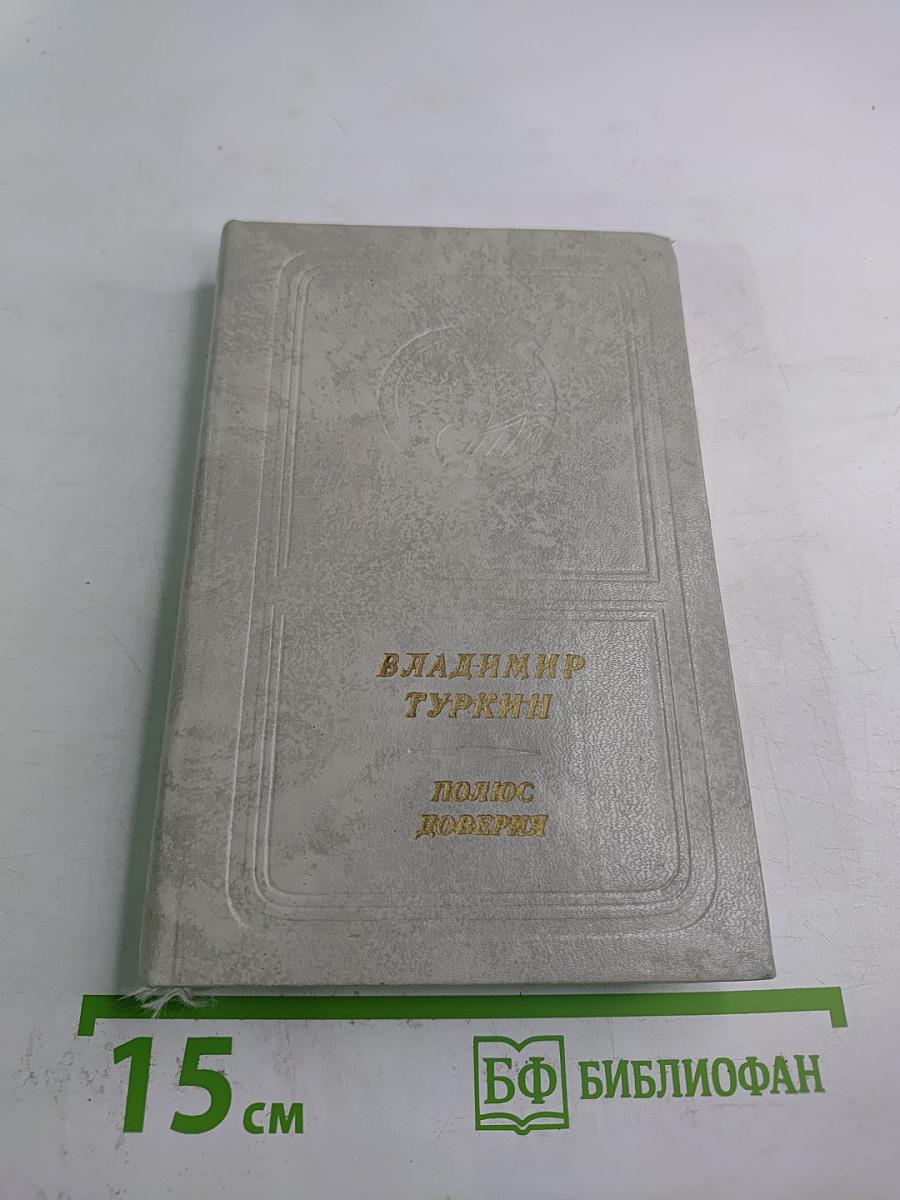 ВЛАДИМИР
ТУРКИН
ПОЛЮС
ДОВЕРИЯ
15 см
БФ БИБЛИОФАН